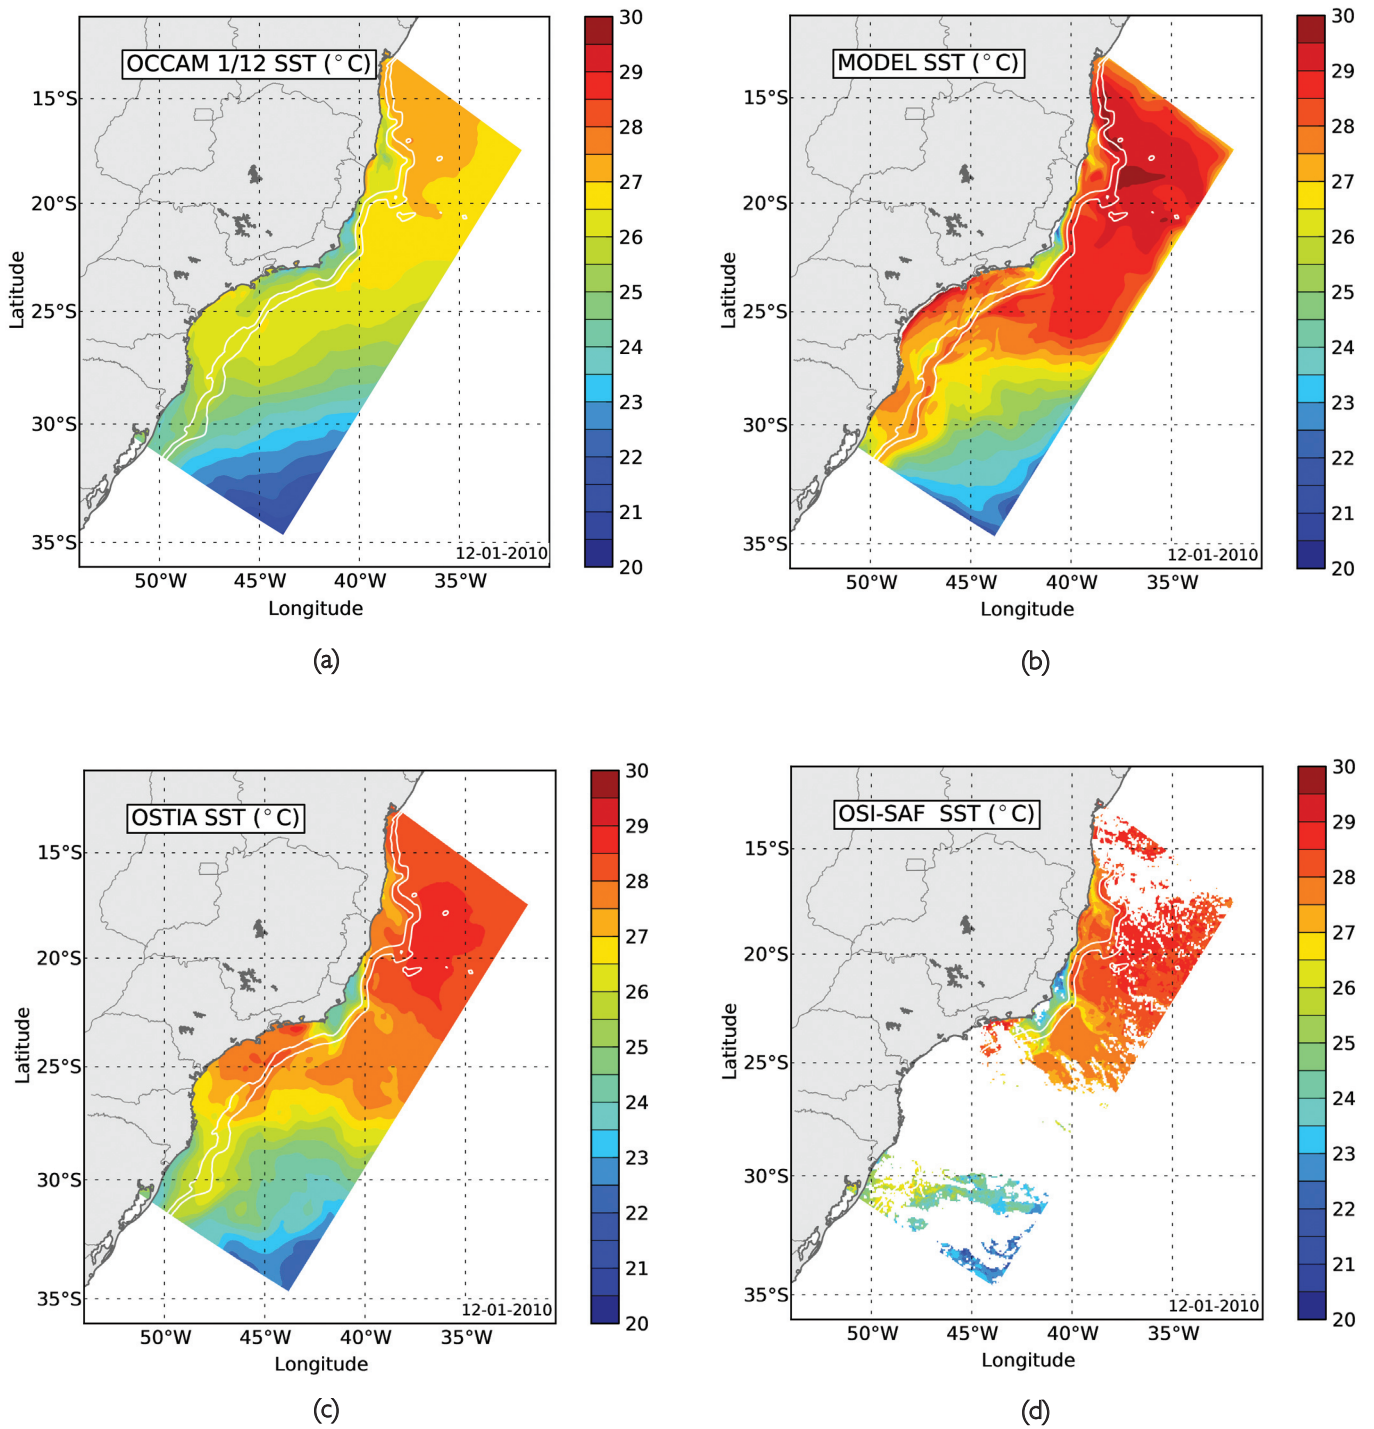 OCCAM 1/12 SST (°C)
15°S
20°S
25°S
30°S
35°S
Latitude
50°W 45°W 40°W 35°W
Longitude
12-01-2010
30
29
28
27
26
25
24
23
22
21
20
(a)
MODEL SST (°C)
15°S
20°S
25°S
30°S
35°S
Latitude
50°W 45°W 40°W 35°W
Longitude
12-01-2010
30
29
28
27
26
25
24
23
22
21
20
(b)
OSTIA SST (°C)
15°S
20°S
25°S
30°S
35°S
Latitude
50°W 45°W 40°W 35°W
Longitude
12-01-2010
30
29
28
27
26
25
24
23
22
21
20
(c)
OSI-SAF SST (°C)
15°S
20°S
25°S
30°S
35°S
Latitude
50°W 45°W 40°W 35°W
Longitude
12-01-2010
30
29
28
27
26
25
24
23
22
21
20
(d)